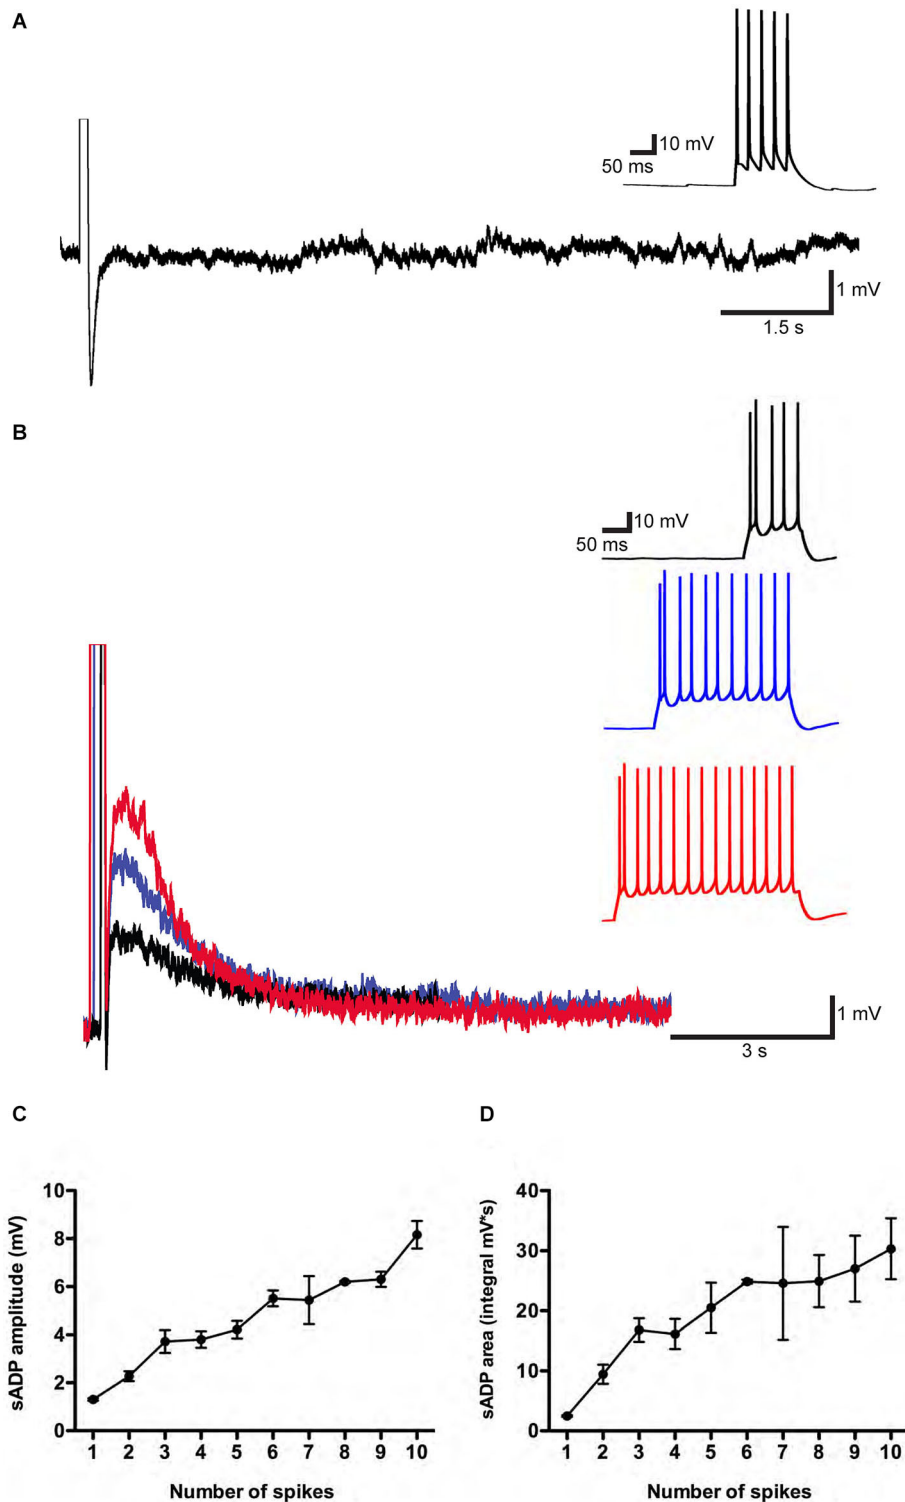 A
10 mV
50 ms
1 mV
1.5 s
B
10 mV
50 ms
1 mV
3 s
C
D
10
8
6
4
2
0
sADP amplitude (mV)
1 2 3 4 5 6 7 8 9 10
Number of spikes
40
30
20
10
0
sADP area (integral mV*s)
1 2 3 4 5 6 7 8 9 10
Number of spikes